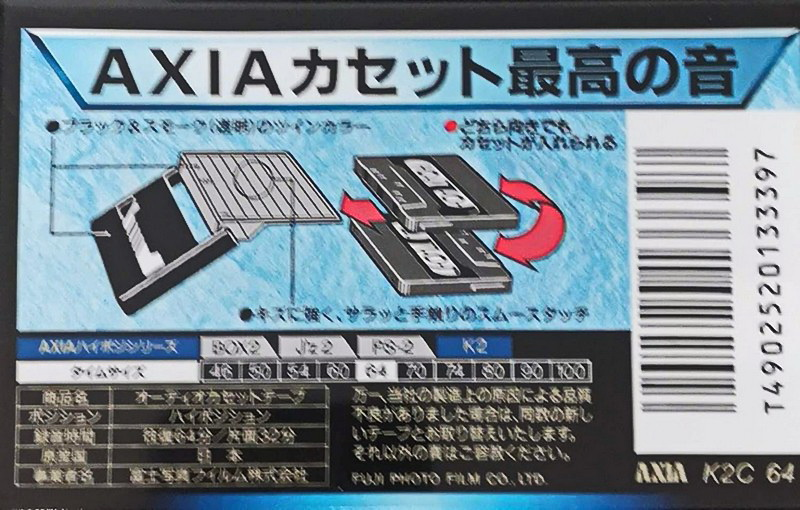 AXIAカセット最高の音
●ブラック&スモーク(透明)のツインカラー
●どちら向きでも
カセットが入れられる
●キズに強く、サラッと手触りのスムースタッチ
AXIAハイポジシリーズ BOX2 J'z2 PS-2 K2
タイムサイズ 46 50 54 60 64 70 74 80 90 100
商品名 オーディオカセットテープ
ポジション ハイポジション
録音時間 往復64分/片面32分
原産国 日本
事業者名 富士写真フイルム株式会社
万一、当社の製造上の原因による品質
不良がありました場合は、同数の新し
いテープとお取り替えいたします。
それ以外の責はご容赦ください。
FUJI PHOTO FILM CO., LTD.
T4902520133397
AXIA K2C 64